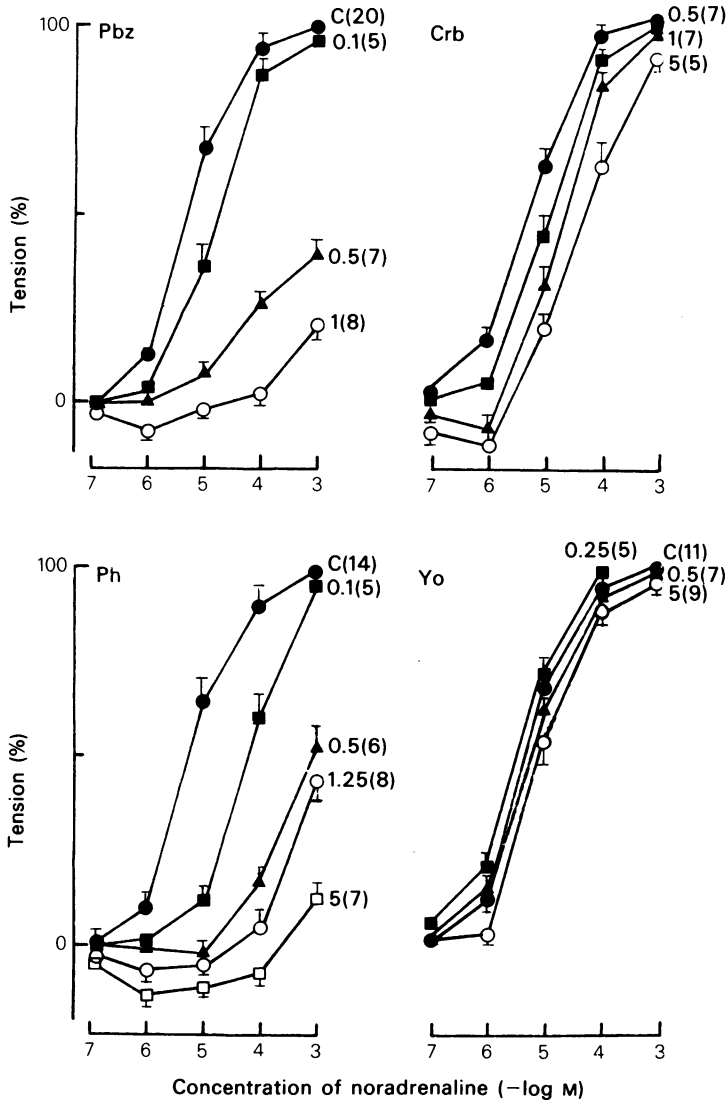 100
Pbz
C(20)
0.1(5)
0.5(7)
1(8)
Tension (%)
0
7 6 5 4 3
Crb
0.5(7)
1(7)
5(5)
7 6 5 4 3
100
Ph
C(14)
0.1(5)
0.5(6)
1.25(8)
5(7)
Tension (%)
0
7 6 5 4 3
Yo
0.25(5)
C(11)
0.5(7)
5(9)
7 6 5 4 3
Concentration of noradrenaline (−log M)